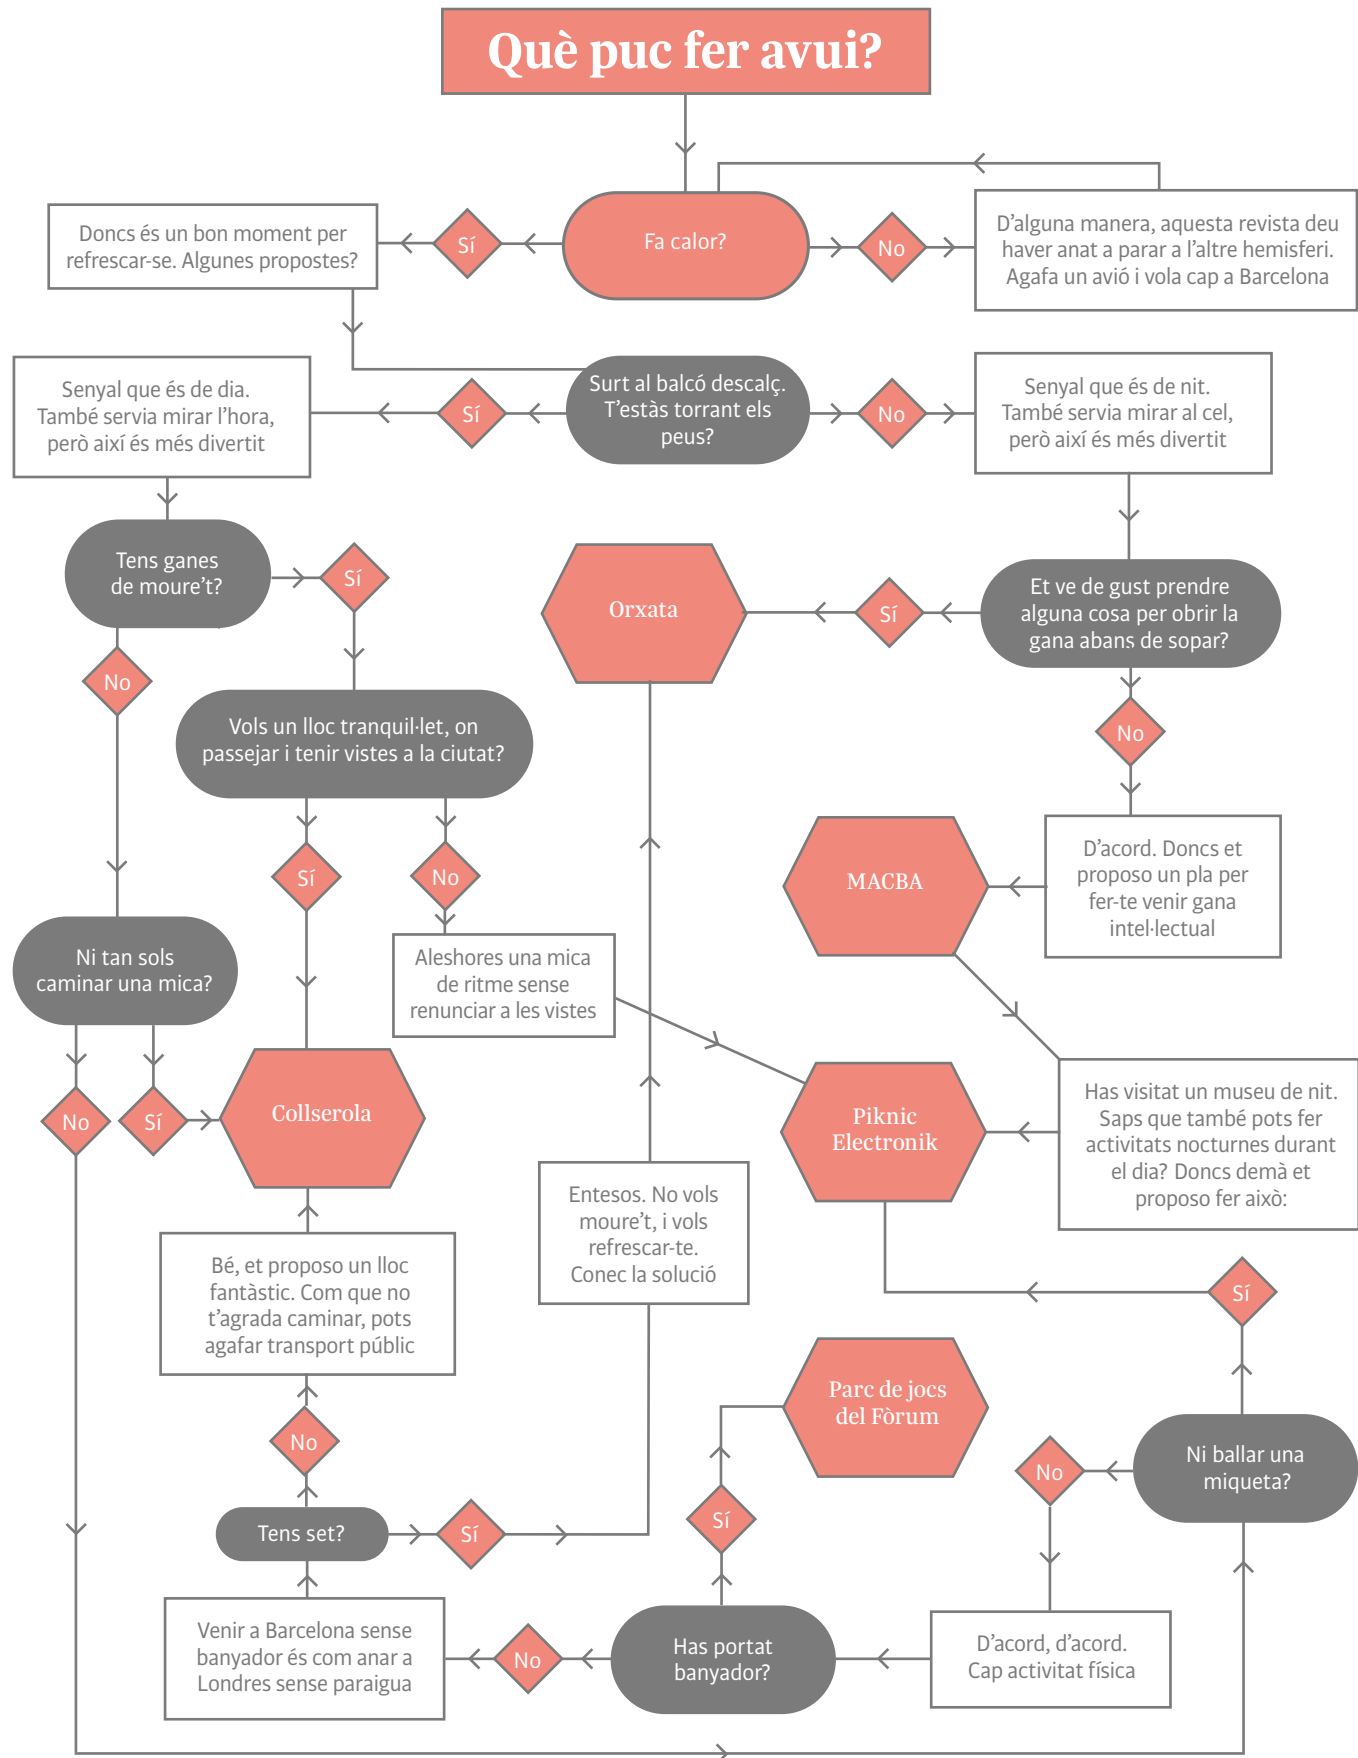 Què puc fer avui?
Fa calor?
Sí
No
Doncs és un bon moment per
refrescar-se. Algunes propostes?
D'alguna manera, aquesta revista deu
haver anat a parar a l'altre hemisferi.
Agafa un avió i vola cap a Barcelona
Senyal que és de dia.
També servia mirar l'hora,
però així és més divertit
Sí
Surt al balcó descalç.
T'estàs torrant els
peus?
No
Senyal que és de nit.
També servia mirar al cel,
però així és més divertit
Tens ganes
de moure't?
Sí
No
Orxata
Sí
Et ve de gust prendre
alguna cosa per obrir la
gana abans de sopar?
No
Vols un lloc tranquil·let, on
passejar i tenir vistes a la ciutat?
Sí
No
MACBA
D'acord. Doncs et
proposo un pla per
fer-te venir gana
intel·lectual
Ni tan sols
caminar una mica?
Aleshores una mica
de ritme sense
renunciar a les vistes
No
Sí
Collserola
Piknic
Electronik
Has visitat un museu de nit.
Saps que també pots fer
activitats nocturnes durant
el dia? Doncs demà et
proposo fer això:
Entesos. No vols
moure't, i vols
refrescar-te.
Conec la solució
Bé, et proposo un lloc
fantàstic. Com que no
t'agrada caminar, pots
agafar transport públic
Sí
Parc de jocs
del Fòrum
No
Ni ballar una
miqueta?
No
Tens set?
Sí
Sí
Venir a Barcelona sense
banyador és com anar a
Londres sense paraigua
No
Has portat
banyador?
D'acord, d'acord.
Cap activitat física